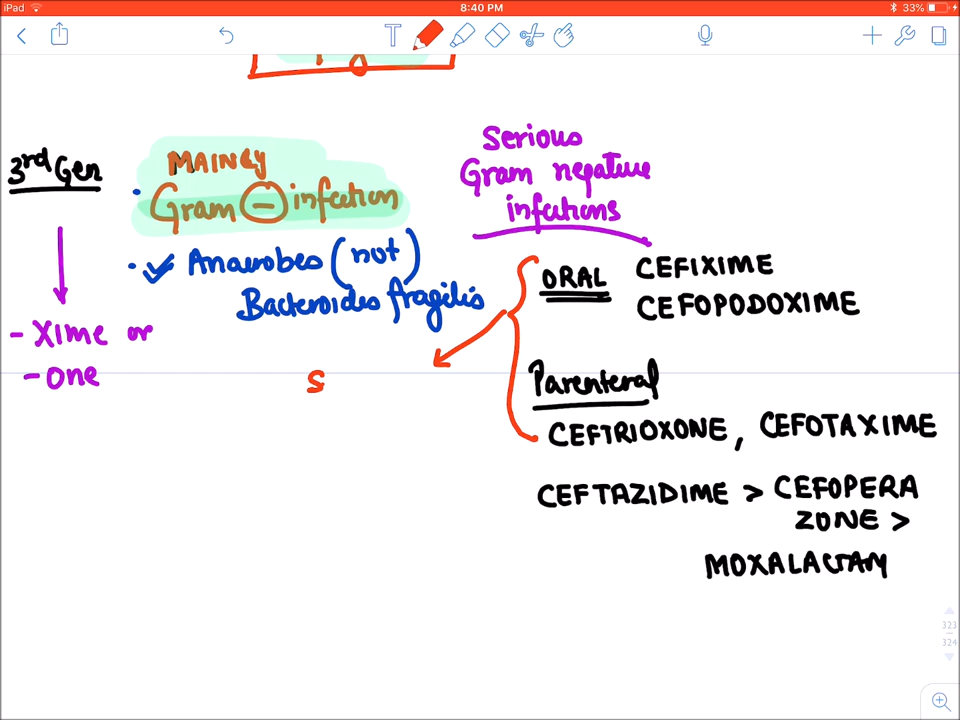 iPad
8:40 PM
33%
T
3rd Gen
MAINLY
Gram - infection
Serious
Gram negative
infections
Anaerobes (not)
Bacteroides fragilis
- Xime or
- one
ORAL CEFIXIME
CEFOPODOXIME
S
Parenteral
CEFTRIOXONE, CEFOTAXIME
CEFTAZIDIME > CEFOPERA
ZONE >
MOXALACTAM
323
324